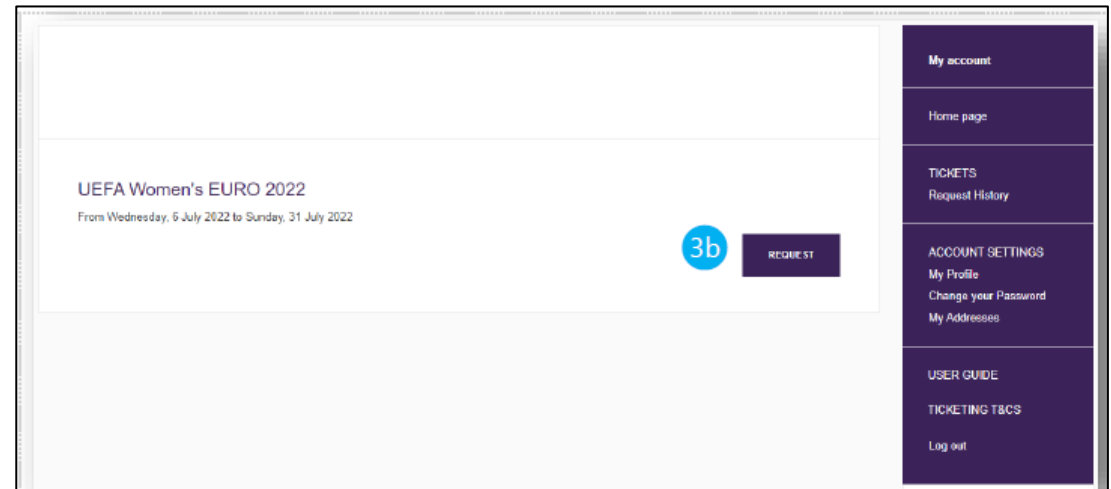 UEFA Women's EURO 2022
From Wednesday, 6 July 2022 to Sunday, 31 July 2022
3b
REQUEST
My account
Home page
TICKETS
Request History
ACCOUNT SETTINGS
My Profile
Change your Password
My Addresses
USER GUIDE
TICKETING T&CS
Log out